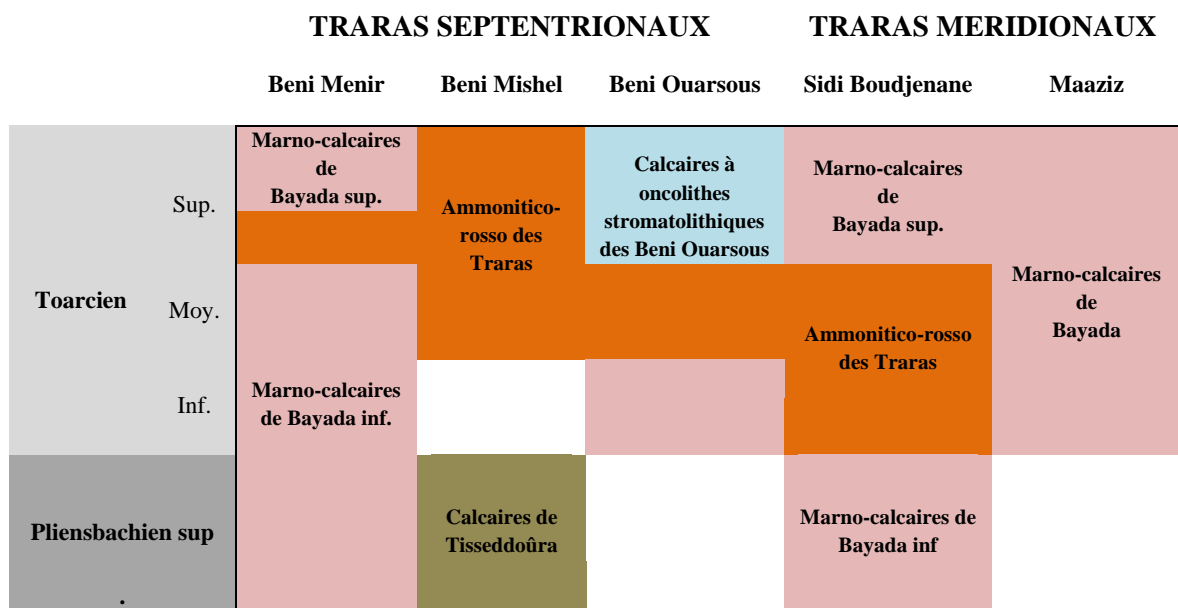 TRARAS SEPTENTRIONAUX
TRARAS MERIDIONAUX
Beni Menir
Beni Mishel
Beni Ouarsous
Sidi Boudjenane
Maaziz
Toarcien
Sup.
Moy.
Inf.
Pliensbachien sup
.
Marno-calcaires
de
Bayada sup.
Marno-calcaires
de Bayada inf.
Ammonitico-
rosso des
Traras
Calcaires de
Tisseddoûra
Calcaires à
oncolithes
stromatolithiques
des Beni Ouarsous
Marno-calcaires
de
Bayada sup.
Ammonitico-rosso
des Traras
Marno-calcaires de
Bayada inf
Marno-calcaires
de
Bayada